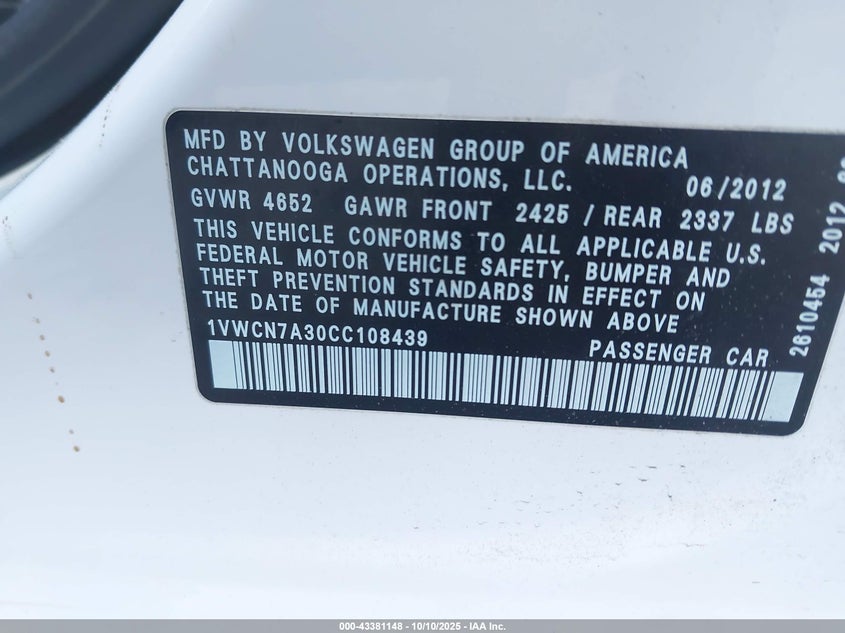 MFD BY VOLKSWAGEN GROUP OF AMERICA
CHATTANOOGA OPERATIONS, LLC. 06/2012
GVWR 4652 GAWR FRONT 2425 / REAR 2337 LBS
THIS VEHICLE CONFORMS TO ALL APPLICABLE U.S.
FEDERAL MOTOR VEHICLE SAFETY, BUMPER AND
THEFT PREVENTION STANDARDS IN EFFECT ON
THE DATE OF MANUFACTURE SHOWN ABOVE
1VWCN7A30CC108439 PASSENGER CAR
2610454 2012
000-43381148 - 10/10/2025 - IAA Inc.